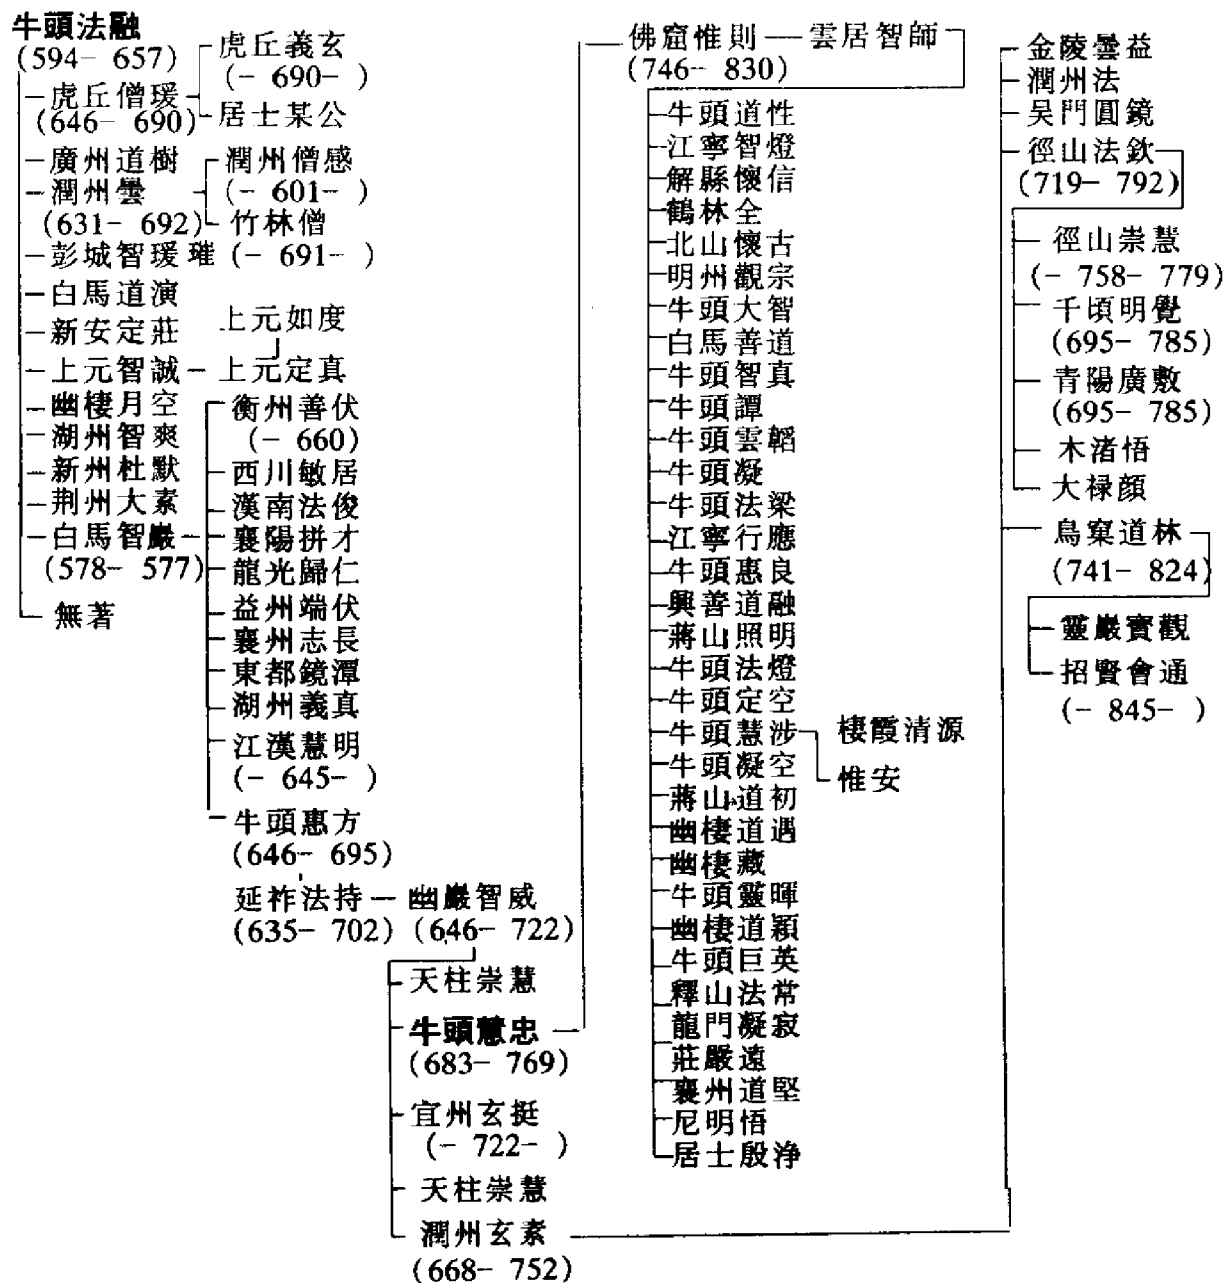 牛頭法融
(594- 657)
虎丘僧瑗
(646- 690)
虎丘義玄
(- 690- )
居士某公
廣州道樹
潤州曇
(631- 692)
潤州僧感
(- 601- )
竹林僧
彭城智瑗璀 (- 691- )
白馬道演
新安定莊
上元如度
上元智誠 - 上元定真
幽棲月空
湖州智爽
新州杜默
荆州大素
白馬智巖
(578- 577)
無著
衡州善伏
(- 660)
西川敏居
漢南法俊
襄陽拼才
龍光歸仁
益州端伏
襄州志長
東都鏡潭
湖州義真
江漢慧明
(- 645- )
牛頭惠方
(646- 695)
延祚法持 — 幽巖智威
(635- 702) (646- 722)
天柱崇慧
牛頭慧忠
(683- 769)
宜州玄挺
(- 722- )
天柱崇慧
潤州玄素
(668- 752)
佛窟惟則 — 雲居智師
(746- 830)
牛頭道性
江寧智燈
解縣懷信
鶴林全
北山懷古
明州觀宗
牛頭大智
白馬善道
牛頭智真
牛頭譚
牛頭雲韜
牛頭凝
牛頭法梁
江寧行應
牛頭惠良
興善道融
蔣山照明
牛頭法燈
牛頭定空
牛頭慧涉
棲霞清源
惟安
牛頭凝空
蔣山道初
幽棲道遇
幽棲藏
牛頭靈暉
幽棲道穎
牛頭巨英
釋山法常
龍門凝寂
莊嚴遠
襄州道堅
尼明悟
居士殷浄
金陵曇益
潤州法
吴門圓鏡
徑山法欽
(719- 792)
徑山崇慧
(- 758- 779)
千頃明覺
(695- 785)
青陽廣敷
(695- 785)
木渚悟
大禄顔
鳥窠道林
(741- 824)
靈巖寶觀
招賢會通
(- 845- )